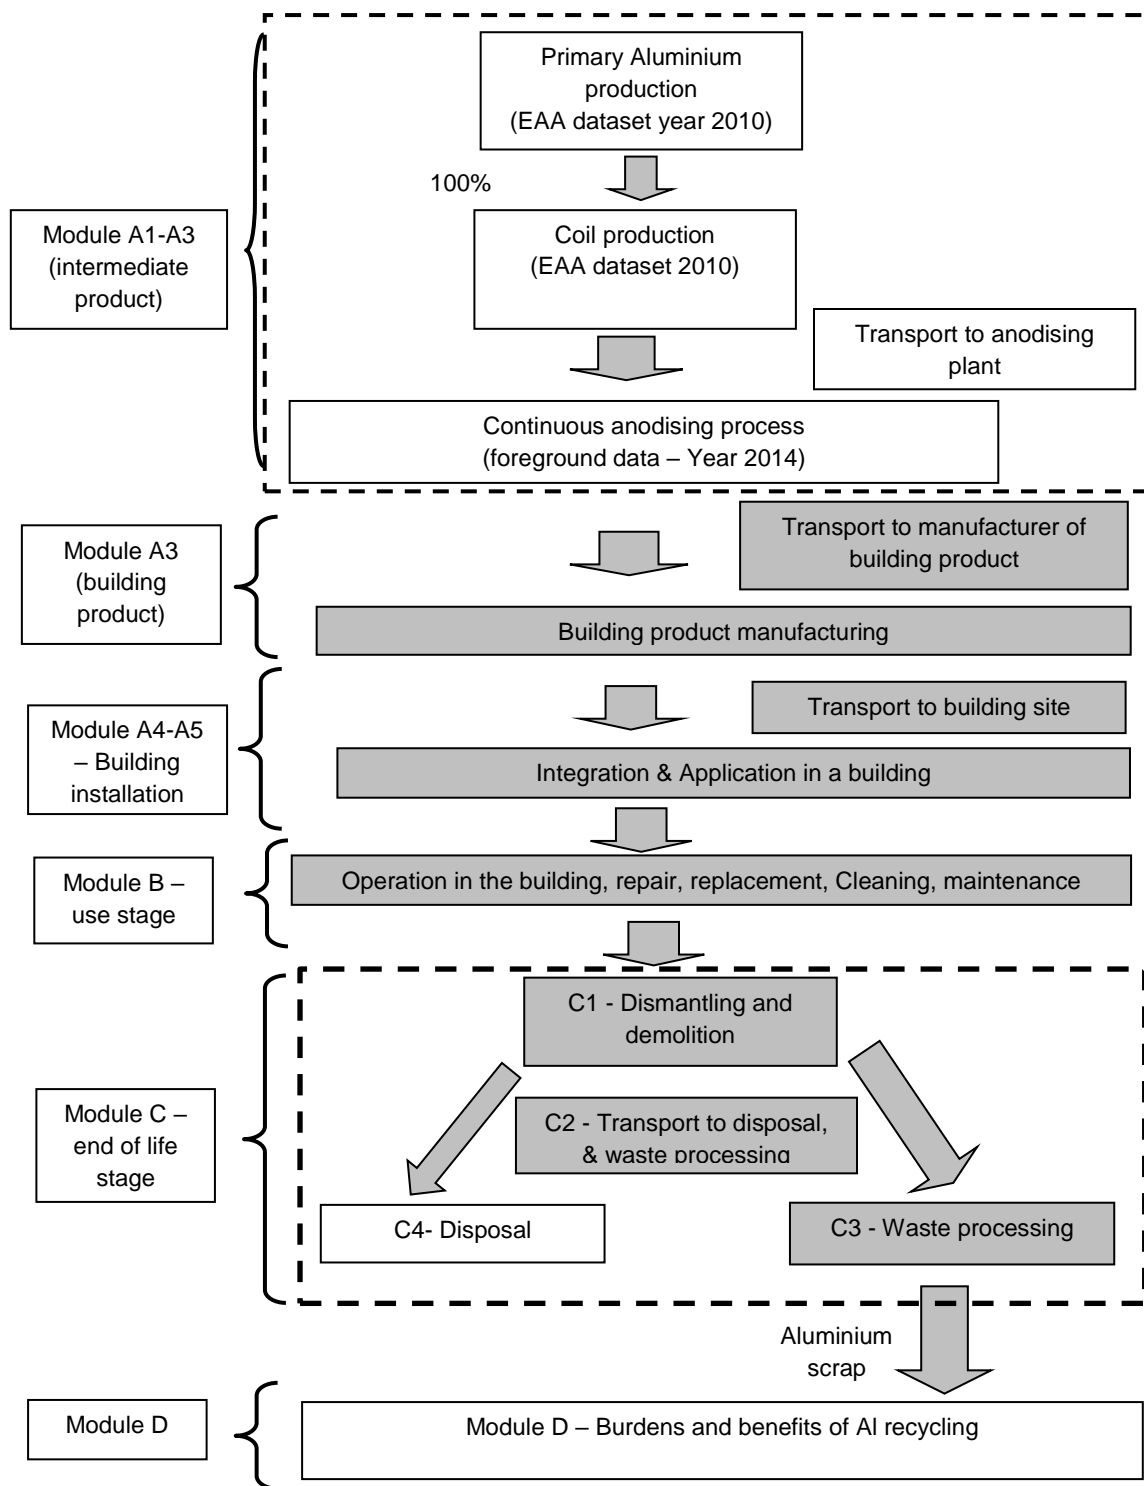 Primary Aluminium
production
(EAA dataset year 2010)
100%
Module A1-A3
(intermediate
product)
Coil production
(EAA dataset 2010)
Transport to anodising
plant
Continuous anodising process
(foreground data – Year 2014)
Module A3
(building
product)
Transport to manufacturer of
building product
Building product manufacturing
Module A4-A5
– Building
installation
Transport to building site
Integration & Application in a building
Module B –
use stage
Operation in the building, repair, replacement, Cleaning, maintenance
Module C –
end of life
stage
C1 - Dismantling and
demolition
C2 - Transport to disposal,
& waste processing
C4- Disposal
C3 - Waste processing
Aluminium
scrap
Module D
Module D – Burdens and benefits of Al recycling